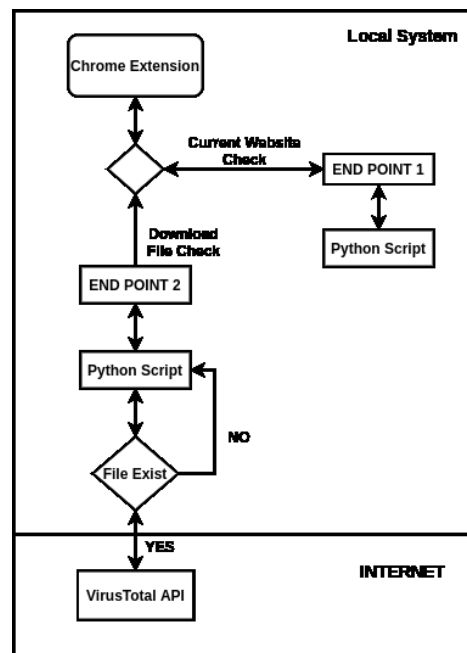 Local System
Chrome Extension
Current Website
Check
END POINT 1
Python Script
Download
File Check
END POINT 2
Python Script
NO
File Exist
YES
VirusTotal API
INTERNET